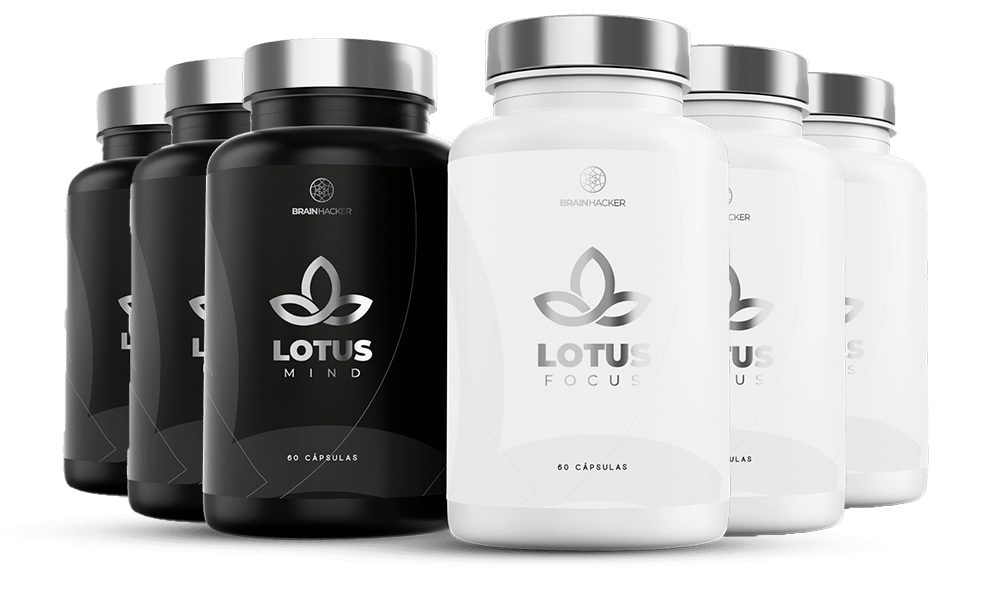 BRAINHACKER
LOTUS
MIND
60 CÁPSULAS
BRAINHACKER
LOTUS
FOCUS
60 CÁPSULAS